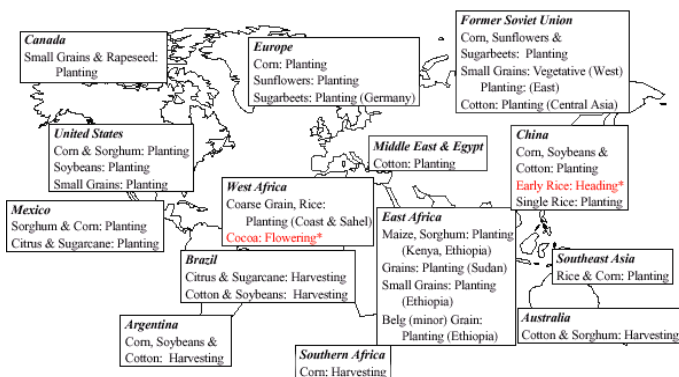 Canada
Small Grains & Rapeseed:
Planting
Europe
Corn: Planting
Sunflowers: Planting
Sugarbeets: Planting (Germany)
Former Soviet Union
Corn, Sunflowers &
Sugarbeets: Planting
Small Grains: Vegetative (West)
Planting: (East)
Cotton: Planting (Central Asia)
United States
Corn & Sorghum: Planting
Soybeans: Planting
Small Grains: Planting
Middle East & Egypt
Cotton: Planting
China
Corn, Soybeans &
Cotton: Planting
Early Rice: Heading*
Single Rice: Planting
Mexico
Sorghum & Corn: Planting
Citrus & Sugarcane: Planting
West Africa
Coarse Grain, Rice:
Planting (Coast & Sahel)
Cocoa: Flowering*
East Africa
Maize, Sorghum: Planting
(Kenya, Ethiopia)
Grains: Planting (Sudan)
Small Grains: Planting
(Ethiopia)
Belg (minor) Grain:
Planting (Ethiopia)
Brazil
Citrus & Sugarcane: Harvesting
Cotton & Soybeans: Harvesting
Southeast Asia
Rice & Corn: Planting
Argentina
Corn, Soybeans &
Cotton: Harvesting
Australia
Cotton & Sorghum: Harvesting
Southern Africa
Corn: Harvesting